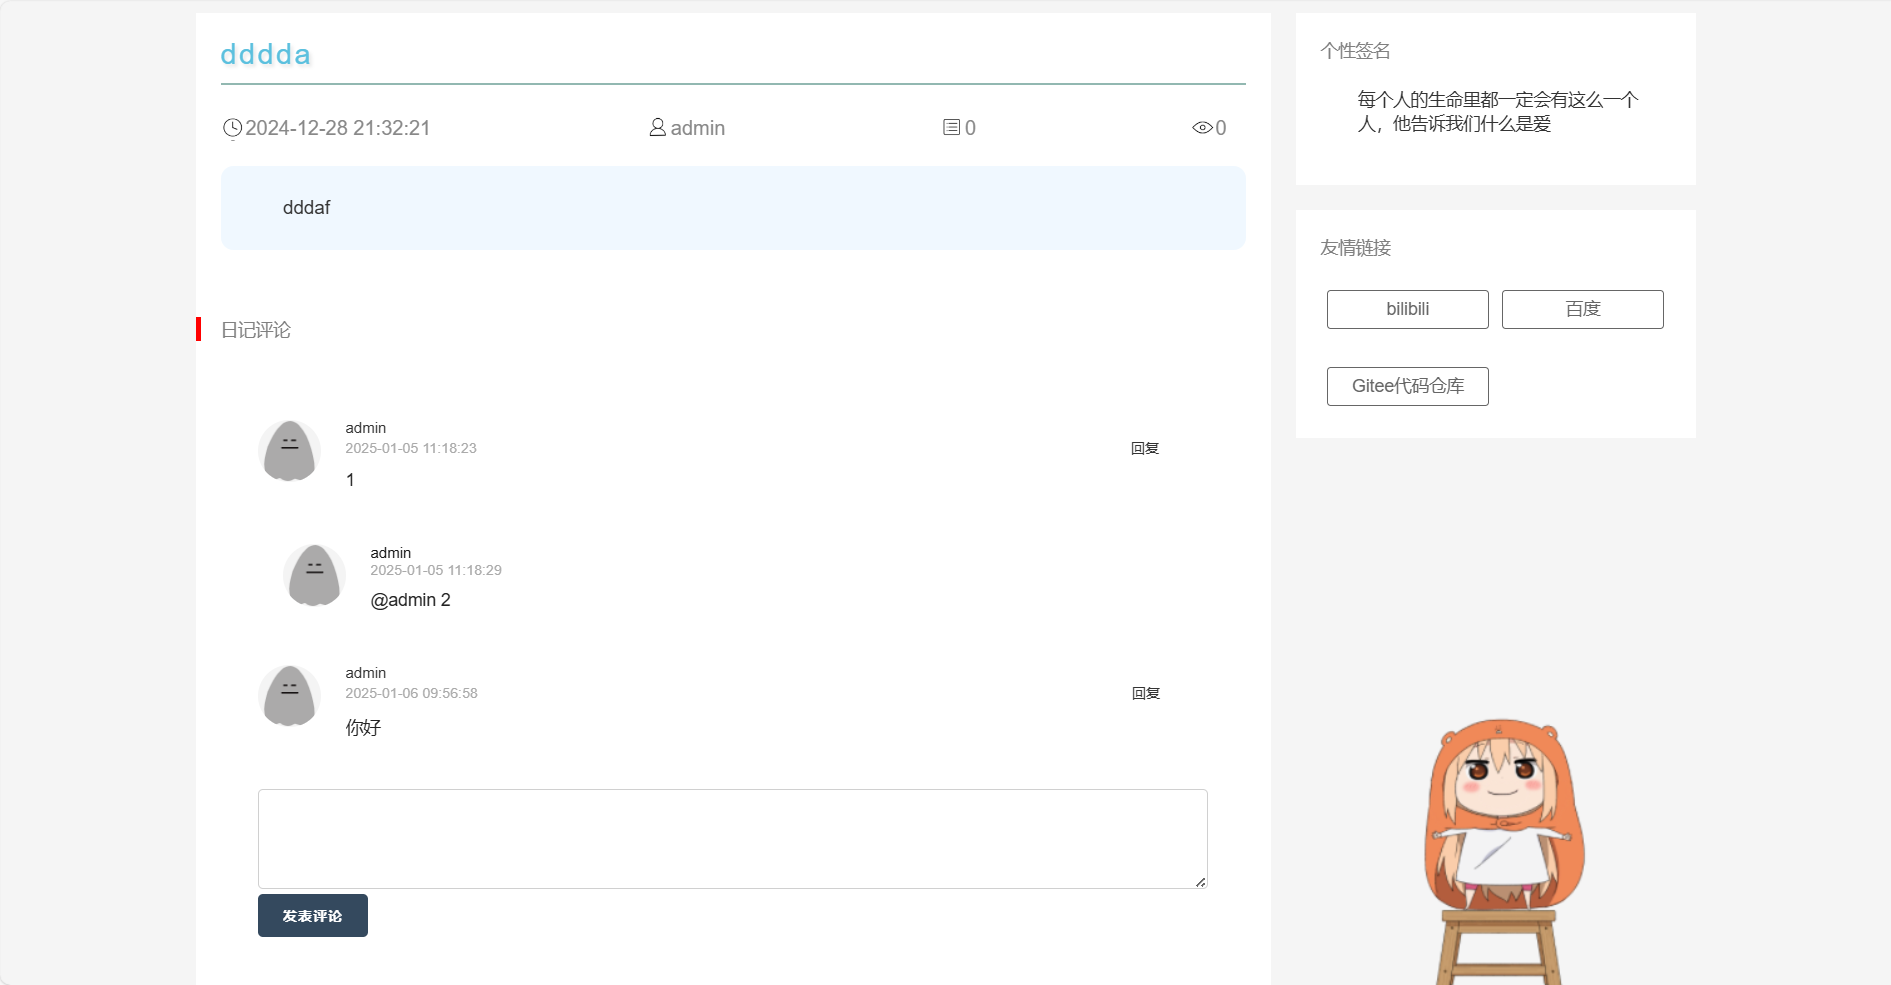 dddda
2024-12-28 21:32:21 admin 0 0
dddaf
日记评论
admin
2025-01-05 11:18:23
回复
1
admin
2025-01-05 11:18:29
@admin 2
admin
2025-01-06 09:56:58
回复
你好
发表评论
个性签名
每个人的生命里都一定会有这么一个
人，他告诉我们什么是爱
友情链接
bilibili 百度
Gitee代码仓库